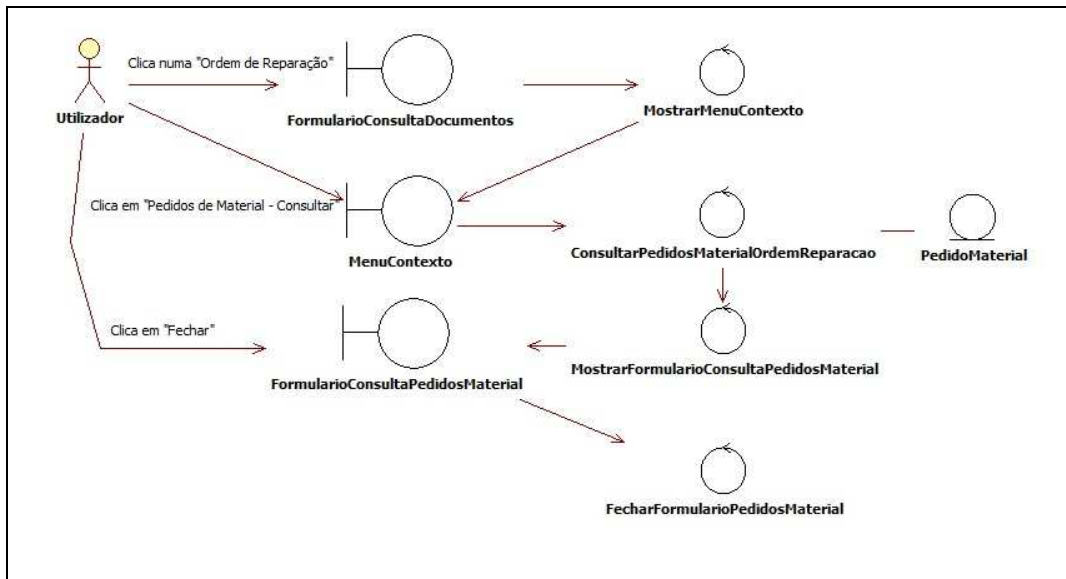 Clica numa "Ordem de Reparação"
Utilizador
FormularioConsultaDocumentos
MostrarMenuContexto
Clica em "Pedidos de Material - Consultar
MenuContexto
ConsultarPedidosMaterialOrdemReparacao
PedidoMaterial
Clica em "Fechar"
FormularioConsultaPedidosMaterial
MostrarFormularioConsultaPedidosMaterial
FecharFormularioPedidosMaterial